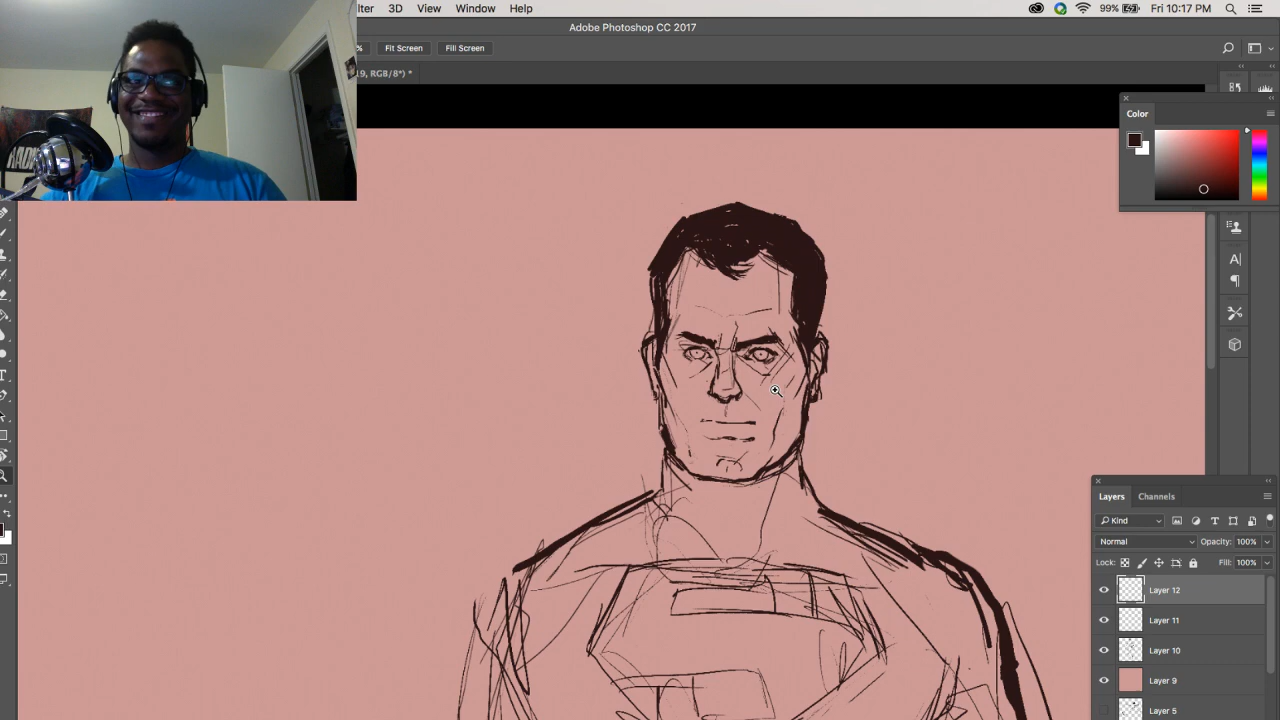 lter 3D View Window Help 99% Fri 10:17 PM
Adobe Photoshop CC 2017
% Fit Screen Fill Screen
19, RGB/8*) *
Color
RADI
Layers Channels
Kind
Normal Opacity: 100%
Lock: Fill: 100%
Layer 12
Layer 11
Layer 10
Layer 9
Layer 5